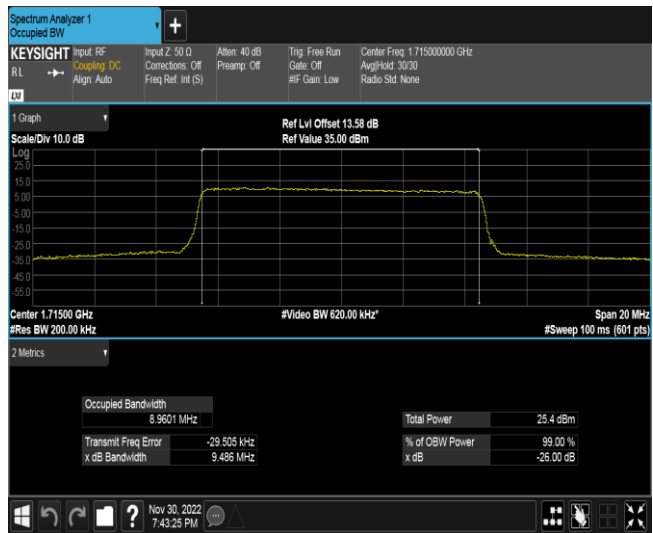 Spectrum Analyzer 1
Occupied BW
+
KEYSIGHT
RL
LXI
Input: RF
Coupling: DC
Align: Auto
Input Z: 50 Ω
Corrections: Off
Freq Ref: Int (S)
Atten: 40 dB
Preamp: Off
Trig: Free Run
Gate: Off
#IF Gain: Low
Center Freq: 1.715000000 GHz
Avg|Hold: 30/30
Radio Std: None
1 Graph
Scale/Div 10.0 dB
Ref Lvl Offset 13.58 dB
Ref Value 35.00 dBm
Log
25.0
15.0
5.00
-5.00
-15.0
-25.0
-35.0
-45.0
-55.0
Center 1.71500 GHz
#Res BW 200.00 kHz
#Video BW 620.00 kHz*
Span 20 MHz
#Sweep 100 ms (601 pts)
2 Metrics
Occupied Bandwidth
8.9601 MHz
Transmit Freq Error -29.505 kHz
x dB Bandwidth 9.486 MHz
Total Power 25.4 dBm
% of OBW Power 99.00 %
x dB -26.00 dB
?
Nov 30, 2022
7:43:25 PM